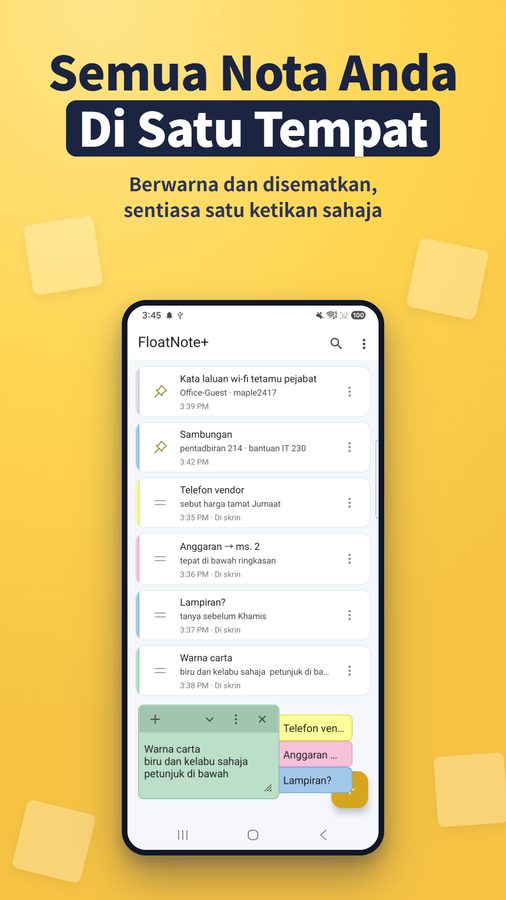 Semua Nota Anda
Di Satu Tempat
Berwarna dan disematkan,
sentiasa satu ketikan sahaja
3:45
100
FloatNote+
Kata laluan wi-fi tetamu pejabat
Office-Guest · maple2417
3:39 PM
Sambungan
pentadbiran 214 · bantuan IT 230
3:42 PM
Telefon vendor
sebut harga tamat Jumaat
3:35 PM · Di skrin
Anggaran → ms. 2
tepat di bawah ringkasan
3:36 PM · Di skrin
Lampiran?
tanya sebelum Khamis
3:37 PM · Di skrin
Warna carta
biru dan kelabu sahaja petunjuk di ba...
3:38 PM · Di skrin
Warna carta
biru dan kelabu sahaja
petunjuk di bawah
Telefon ven...
Anggaran ...
Lampiran?